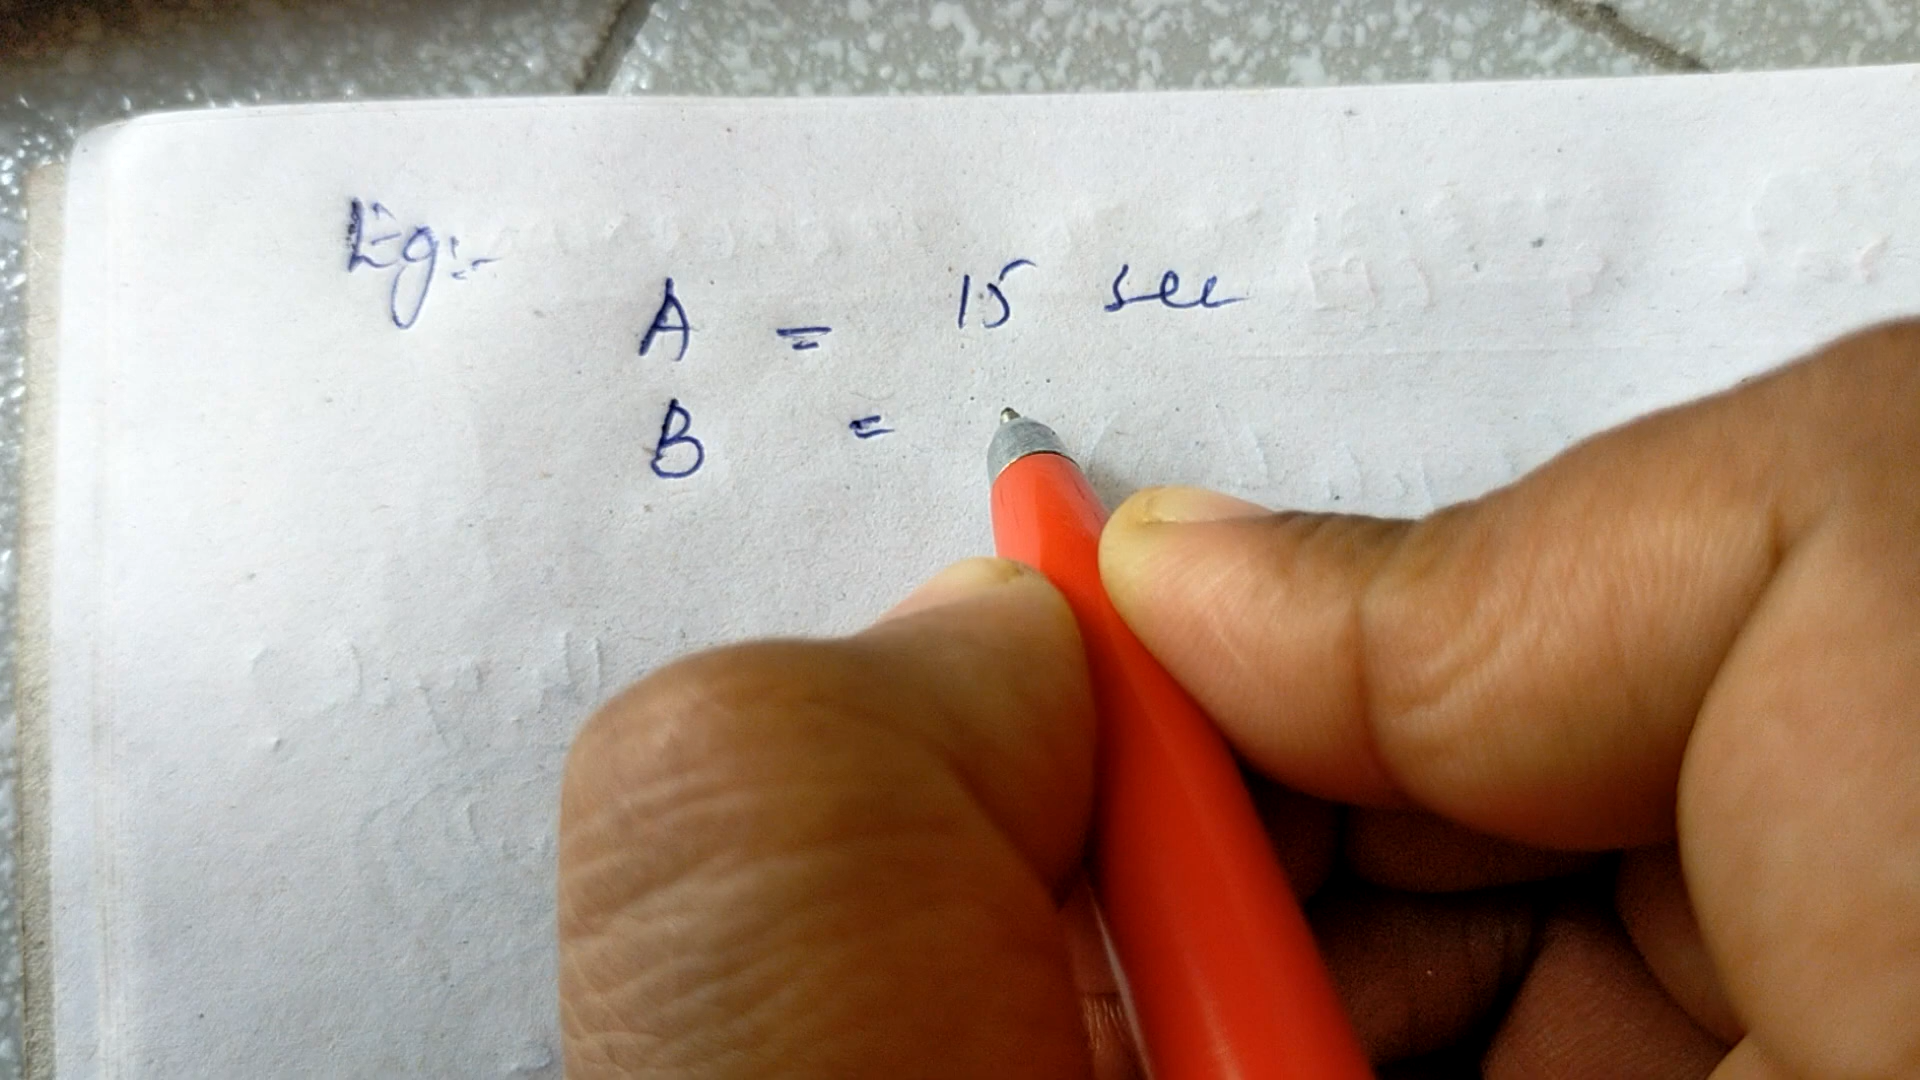 Eg:-
A = 15 sec
B =